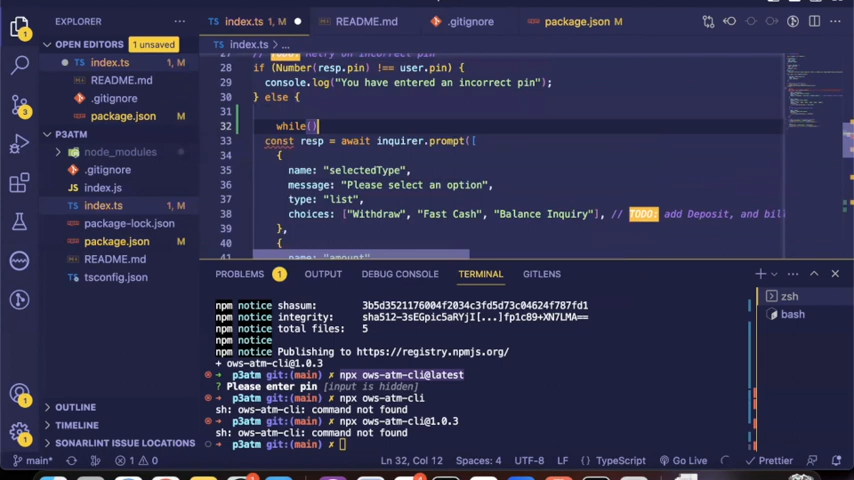 EXPLORER
TS index.ts 1, M
README.md
.gitignore
package.json M
OPEN EDITORS 1 unsaved
TS index.ts 1, M
README.md
.gitignore
package.json M
P3ATM
node_modules
.gitignore
JS index.js
TS index.ts 1, M
package-lock.json
package.json M
README.md
tsconfig.json
OUTLINE
TIMELINE
SONARLINT ISSUE LOCATIONS
TS index.ts > ...
27 // TODO: Retry on incorrect pin
28 if (Number(resp.pin) !== user.pin) {
29 console.log("You have entered an incorrect pin");
30 } else {
31
32 while()
33 const resp = await inquirer.prompt([
34 {
35 name: "selectedType",
36 message: "Please select an option",
37 type: "list",
38 choices: ["Withdraw", "Fast Cash", "Balance Inquiry"], // TODO: add Deposit, and bil
39 },
40 {
name: "amount"
PROBLEMS 1 OUTPUT DEBUG CONSOLE TERMINAL GITLENS
npm notice shasum: 3b5d3521176004f2034c3fd5d73c04624f787fd1
npm notice integrity: sha512-3sEGpic5aRYjI[...]fp1c89+XN7LMA==
npm notice total files: 5
npm notice
npm notice
npm notice Publishing to https://registry.npmjs.org/
+ ows-atm-cli@1.0.3
➜ p3atm git:(main) ✗ npx ows-atm-cli@latest
? Please enter pin [input is hidden]
➜ p3atm git:(main) ✗ npx ows-atm-cli
sh: ows-atm-cli: command not found
➜ p3atm git:(main) ✗ npx ows-atm-cli@1.0.3
sh: ows-atm-cli: command not found
➜ p3atm git:(main) ✗
zsh
bash
main* 1 0 Ln 32, Col 12 Spaces: 4 UTF-8 LF {} TypeScript Go Live Prettier